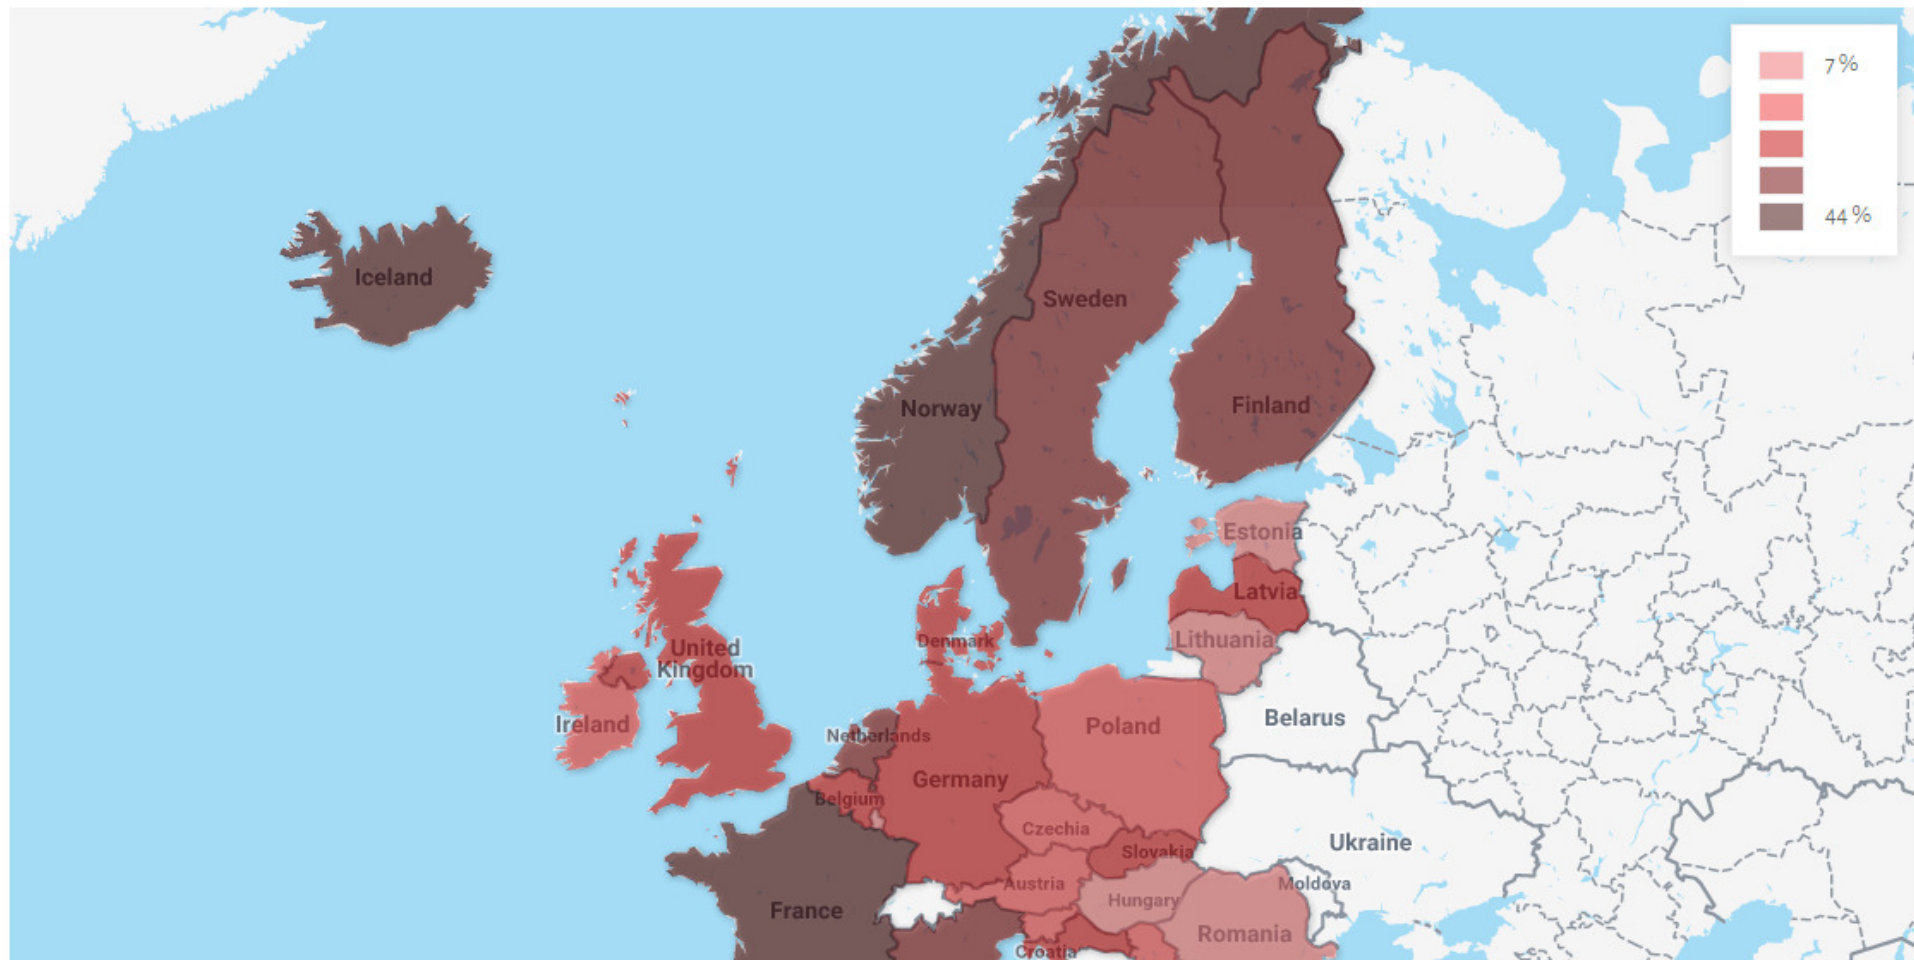 7%
44%
Iceland
Sweden
Norway
Finland
Estonia
Latvia
Lithuania
United
Kingdom
Denmark
Ireland
Belarus
Poland
Netherlands
Germany
Belgium
Czechia
Ukraine
Slovakia
Austria
Moldova
Hungary
France
Romania
Croatia